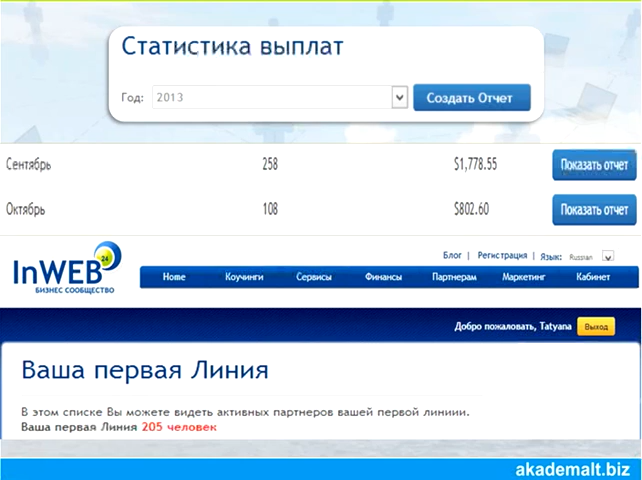 Статистика выплат
Год: 2013 Создать Отчет
Сентябрь 258 $1,778.55 Показать отчет
Октябрь 108 $802.60 Показать отчет
Блог | Регистрация | Язык: Russian
InWEB 24
БИЗНЕС СООБЩЕСТВО
Home Коучинги Сервисы Финансы Партнерам Маркетинг Кабинет
Добро пожаловать, Tatyana Выход
Ваша первая Линия
В этом списке Вы можете видеть активных партнеров вашей первой линиии.
Ваша первая Линия 205 человек
akademalt.biz